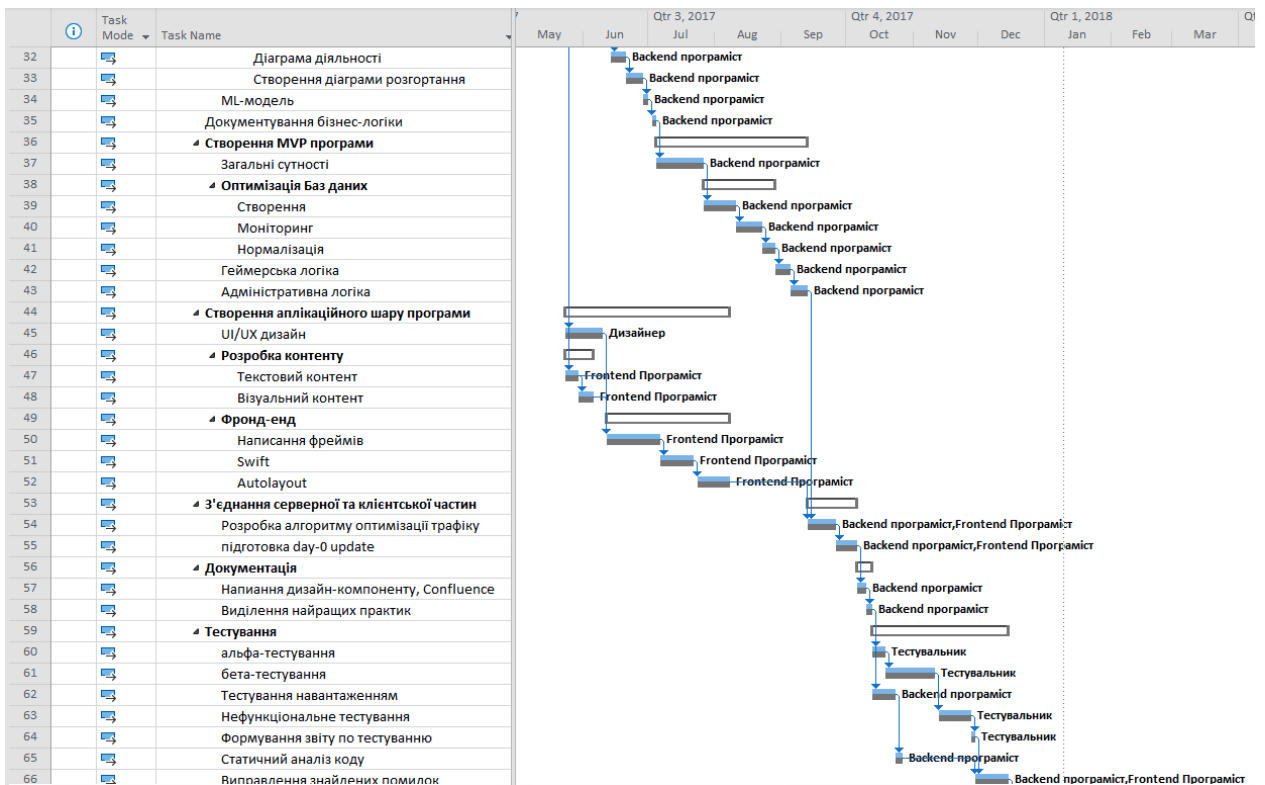 Qtr 3, 2017 Qtr 4, 2017 Qtr 1, 2018
Task Mode Task Name May Jun Jul Aug Sep Oct Nov Dec Jan Feb Mar
32 Діаграма діяльності Backend програміст
33 Створення діаграми розгортання Backend програміст
34 ML-модель Backend програміст
35 Документування бізнес-логіки Backend програміст
36 Створення MVP програми
37 Загальні сутності Backend програміст
38 Оптимізація Баз даних
39 Створення Backend програміст
40 Моніторинг Backend програміст
41 Нормалізація Backend програміст
42 Геймерська логіка Backend програміст
43 Адміністративна логіка Backend програміст
44 Створення аплікаційного шару програми
45 UI/UX дизайн Дизайнер
46 Розробка контенту
47 Текстовий контент Frontend Програміст
48 Візуальний контент Frontend Програміст
49 Фронд-енд
50 Написання фреймів Frontend Програміст
51 Swift Frontend Програміст
52 Autolayout Frontend Програміст
53 З'єднання серверної та клієнтської частин
54 Розробка алгоритму оптимізації трафіку Backend програміст,Frontend Програміст
55 підготовка day-0 update Backend програміст,Frontend Програміст
56 Документація
57 Напиання дизайн-компоненту, Confluence Backend програміст
58 Виділення найращих практик Backend програміст
59 Тестування
60 альфа-тестування Тестувальник
61 бета-тестування Тестувальник
62 Тестування навантаженням Backend програміст
63 Нефункціональне тестування Тестувальник
64 Формування звіту по тестуванню Тестувальник
65 Статичний аналіз коду Backend програміст
66 Виправлення знайдених помилок Backend програміст,Frontend Програміст